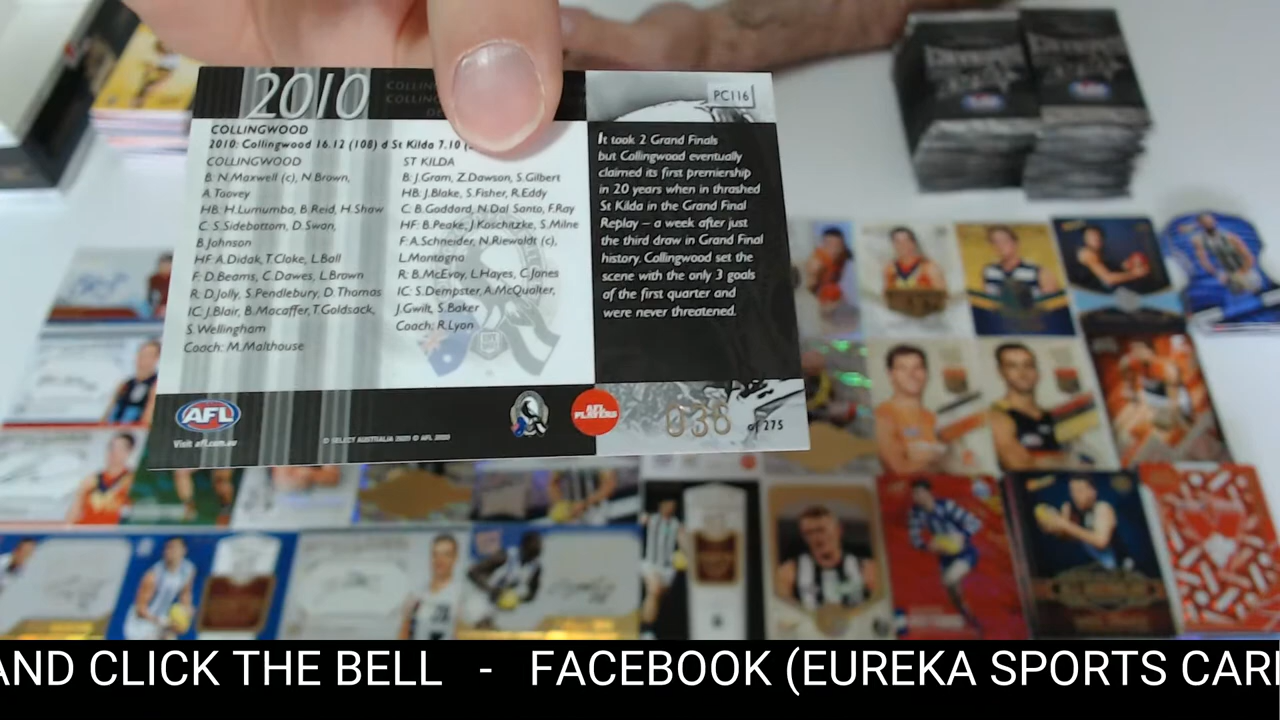 2010
PC116
COLLINGWOOD
2010: Collingwood 16.12 (108) d St Kilda 7.10 (
COLLINGWOOD
B: N.Maxwell (c), N Brown,
A.Toovey
HB: H.Lumumba, B.Reid, H.Shaw
C: S.Sidebottom, D.Swan,
B.Johnson
HF A.Didak, T.Cloke, L.Ball
F: D.Beams, C.Dawes, L.Brown
R: D.Jolly, S.Pendlebury, D.Thomas
IC: J.Blair, B.Macaffer, T.Goldsack,
S.Wellingham
Coach: M.Malthouse
ST KILDA
B: J.Gram, Z.Dawson, S.Gilbert
HB: J.Blake, S.Fisher, R.Eddy
C: B.Goddard, N.Dal Santo, F.Ray
HF: B.Peake, J.Koschitzke, S.Milne
F: A.Schneider, N.Riewoldt (c),
L.Montagna
R: B.McEvoy, L.Hayes, C.Jones
IC: S.Dempster, A.McQualter,
J.Gwilt, S.Baker
Coach: R.Lyon
It took 2 Grand Finals
but Collingwood eventually
claimed its first premiership
in 20 years when in thrashed
St Kilda in the Grand Final
Replay – a week after just
the third draw in Grand Final
history. Collingwood set the
scene with the only 3 goals
of the first quarter and
were never threatened.
AFL
Visit afl.com.au
© SELECT AUSTRALIA 2020 © AFL 2020
AFL
PLAYERS
036 of 275
AND CLICK THE BELL - FACEBOOK (EUREKA SPORTS CAR